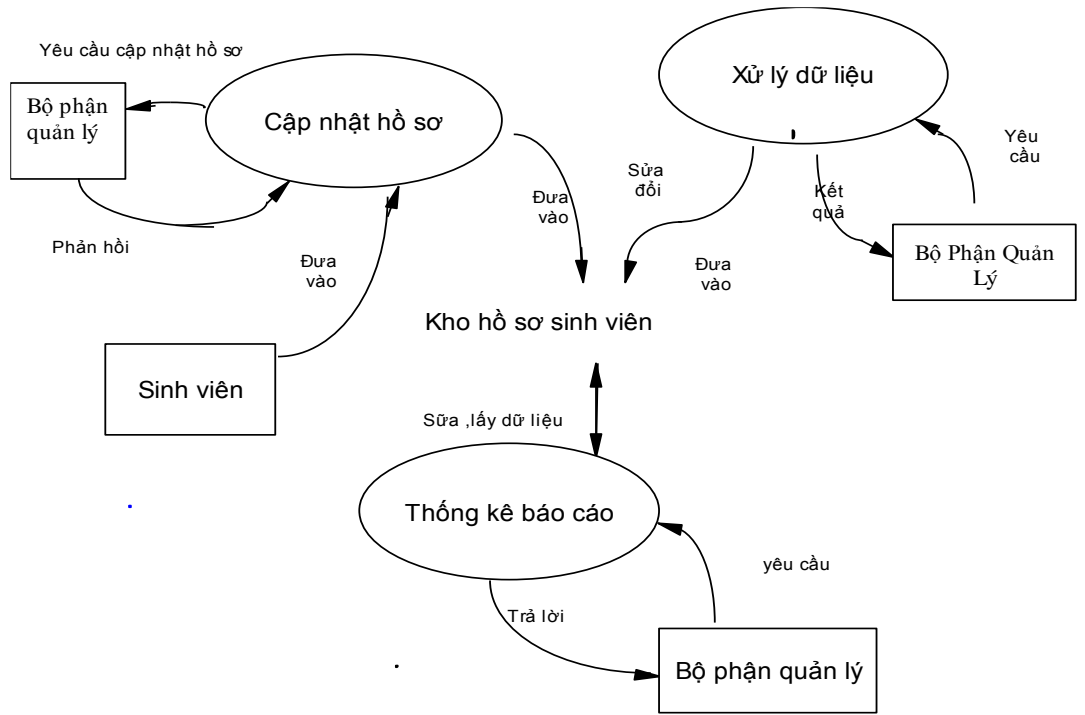 Yêu cầu cập nhật hồ sơ
Bộ phận
quản lý
Cập nhật hồ sơ
Phản hồi
Đưa
vào
Sinh viên
Đưa
vào
Xử lý dữ liệu
Yêu
cầu
Sửa
đổi
Kết
quả
Đưa
vào
Bộ Phận Quản
Lý
Kho hồ sơ sinh viên
Sữa ,lấy dữ liệu
Thống kê báo cáo
yêu cầu
Trả lời
Bộ phận quản lý